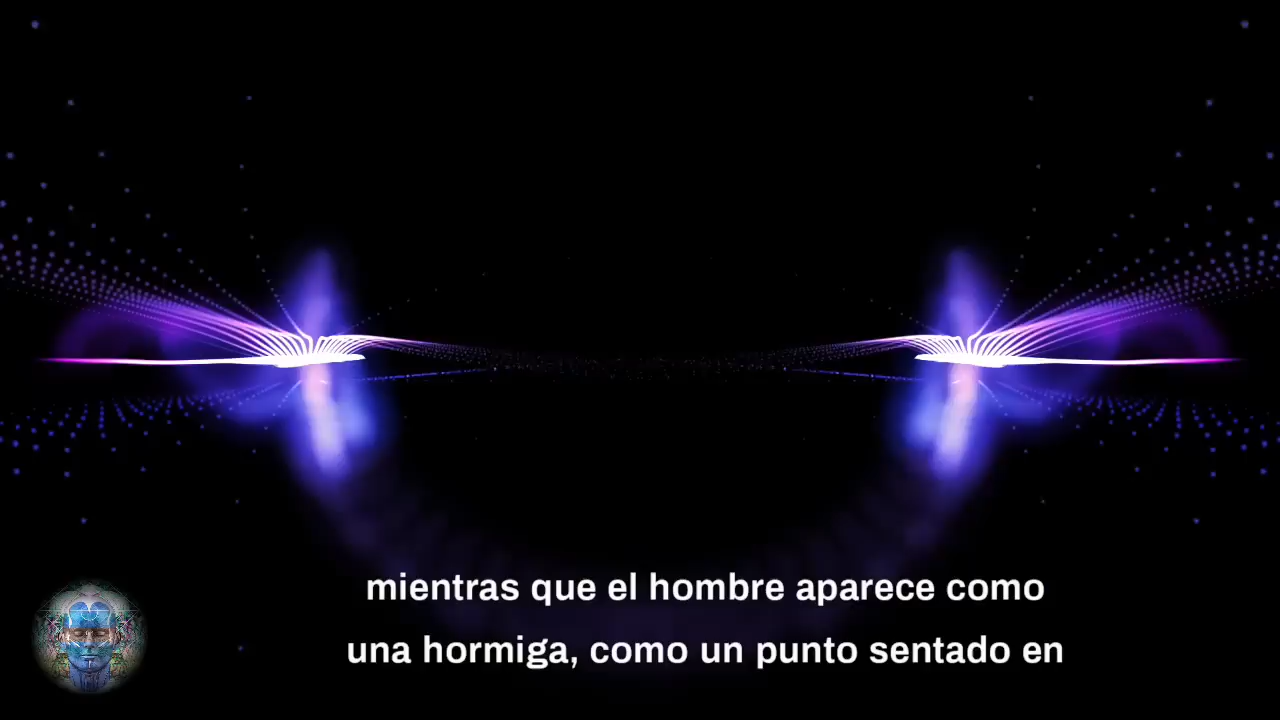 mientras que el hombre aparece como
una hormiga, como un punto sentado en